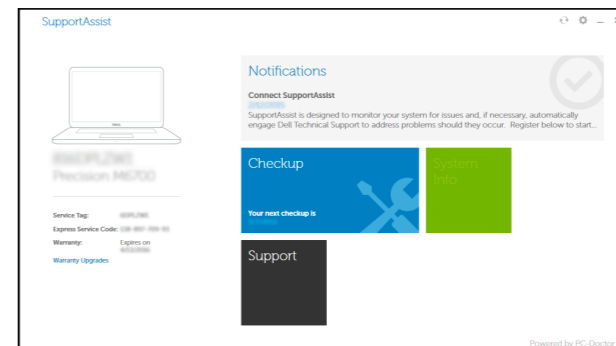 SupportAssist
Notifications
Connect SupportAssist
SupportAssist is designed to monitor your system for issues and, if necessary, automatically
engage Dell Technical Support to address problems should they occur. Register below to start...
Precision M6700
Service Tag:
Express Service Code:
Warranty: Expires on
Warranty Upgrades
Checkup
Your next checkup is
System
Info
Support
Powered by PC-Doctor